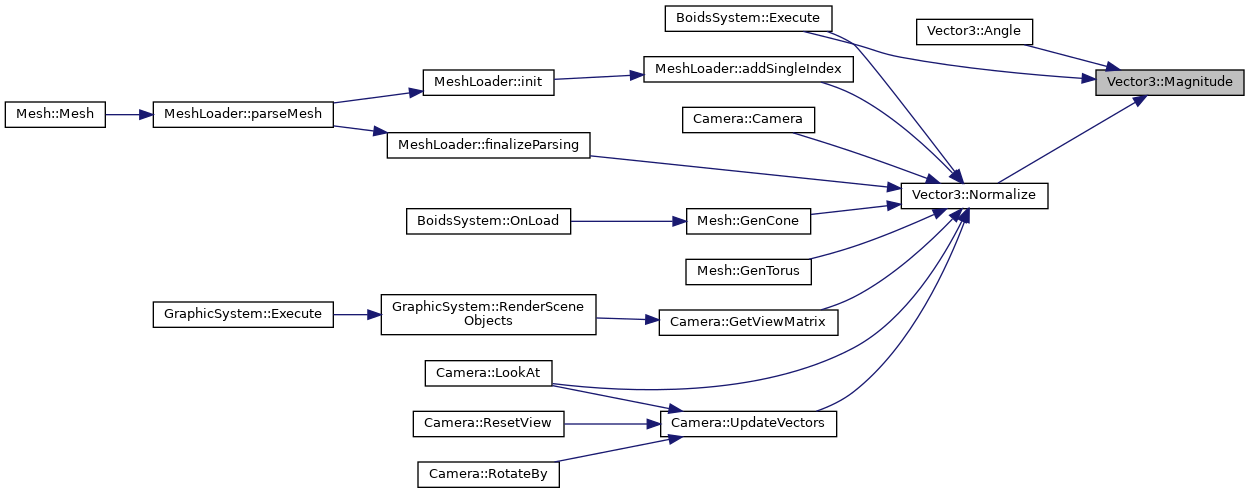 BoidsSystem::Execute
Vector3::Angle
MeshLoader::addSingleIndex
MeshLoader::init
Vector3::Magnitude
Mesh::Mesh
MeshLoader::parseMesh
Camera::Camera
MeshLoader::finalizeParsing
Vector3::Normalize
BoidsSystem::OnLoad
Mesh::GenCone
Mesh::GenTorus
GraphicSystem::Execute
GraphicSystem::RenderScene
Objects
Camera::GetViewMatrix
Camera::LookAt
Camera::ResetView
Camera::UpdateVectors
Camera::RotateBy